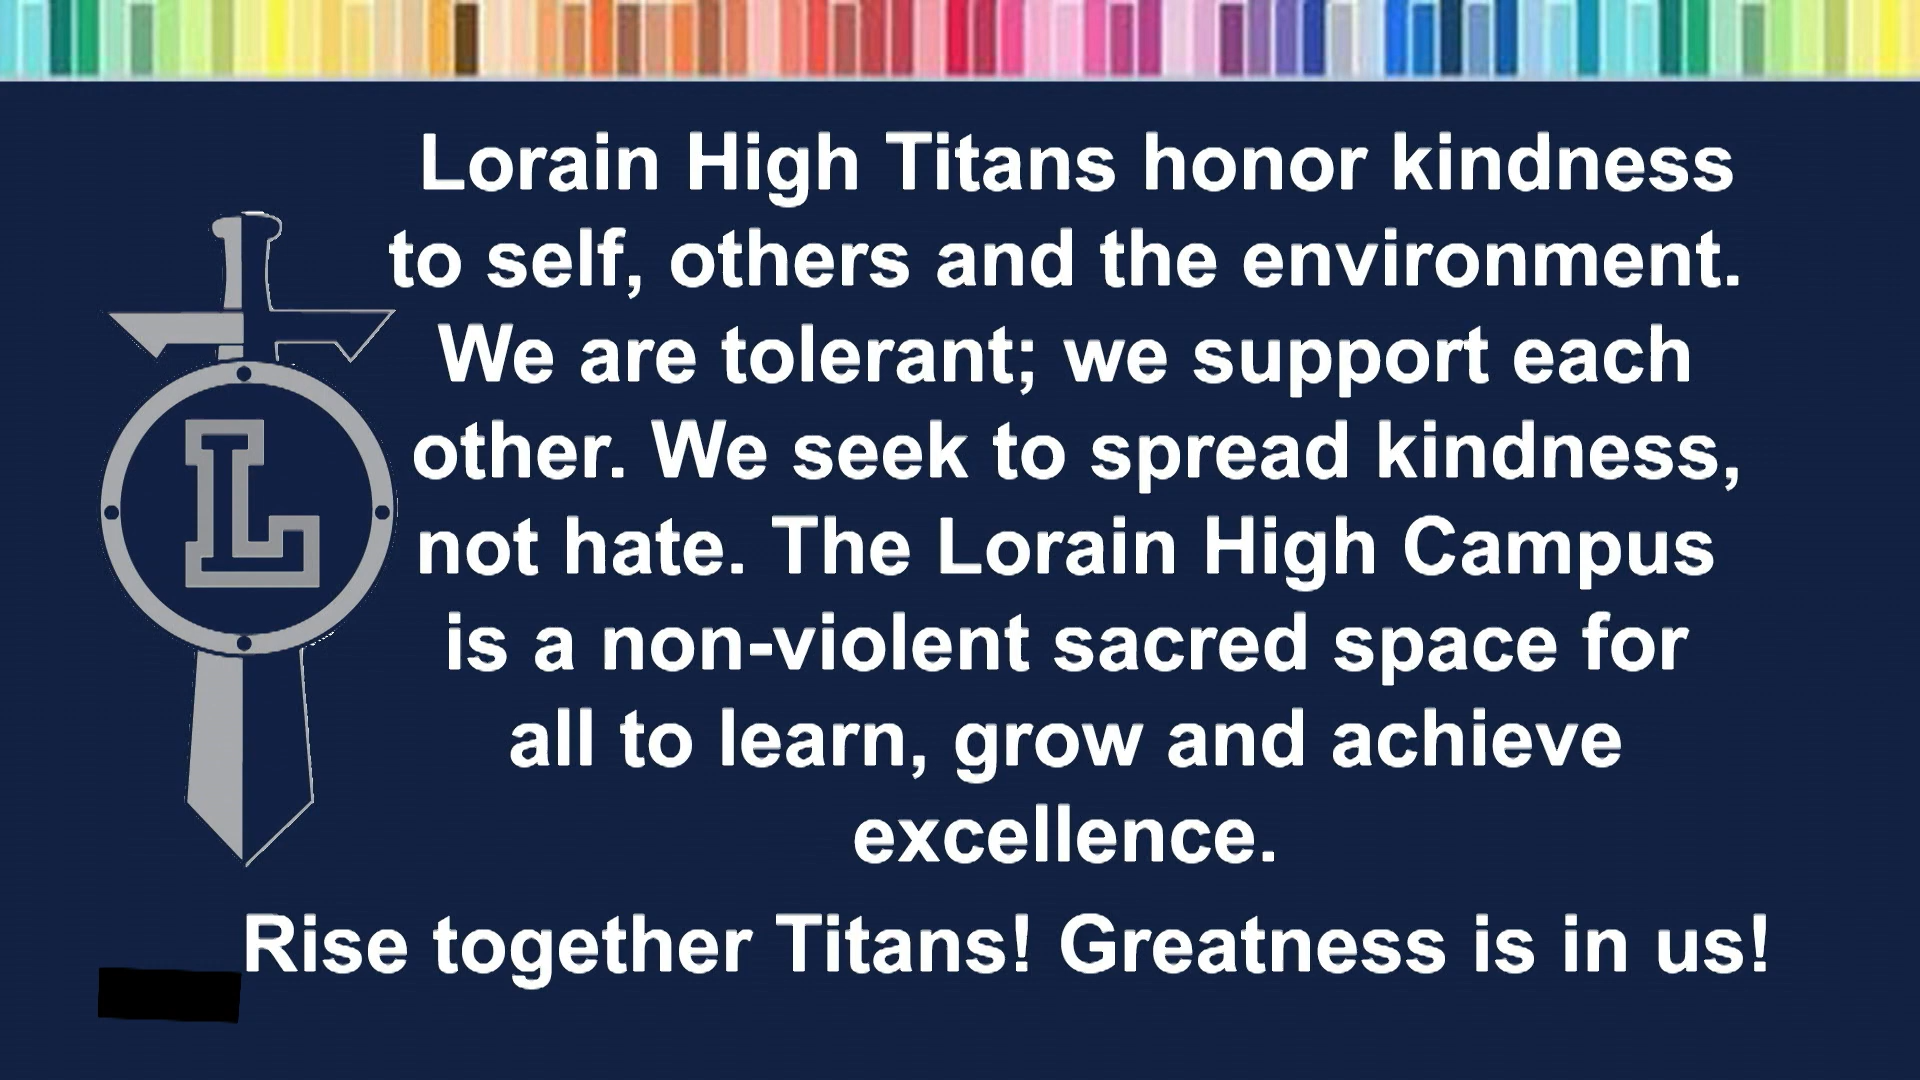 Lorain High Titans honor kindness
to self, others and the environment.
We are tolerant; we support each
other. We seek to spread kindness,
not hate. The Lorain High Campus
is a non-violent sacred space for
all to learn, grow and achieve
excellence.
Rise together Titans! Greatness is in us!
L